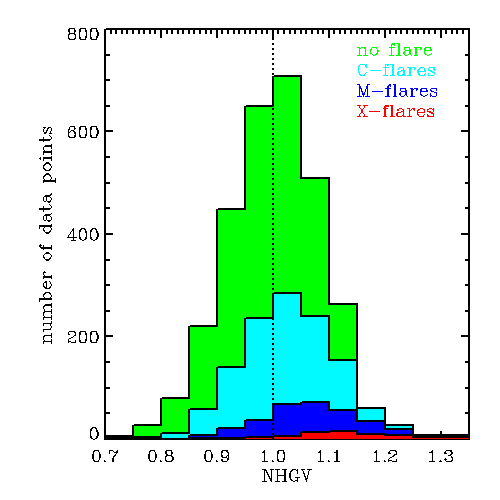 800
no flare
C-flares
M-flares
X-flares
600
400
200
0
number of data points
0.7 0.8 0.9 1.0 1.1 1.2 1.3
NHGV